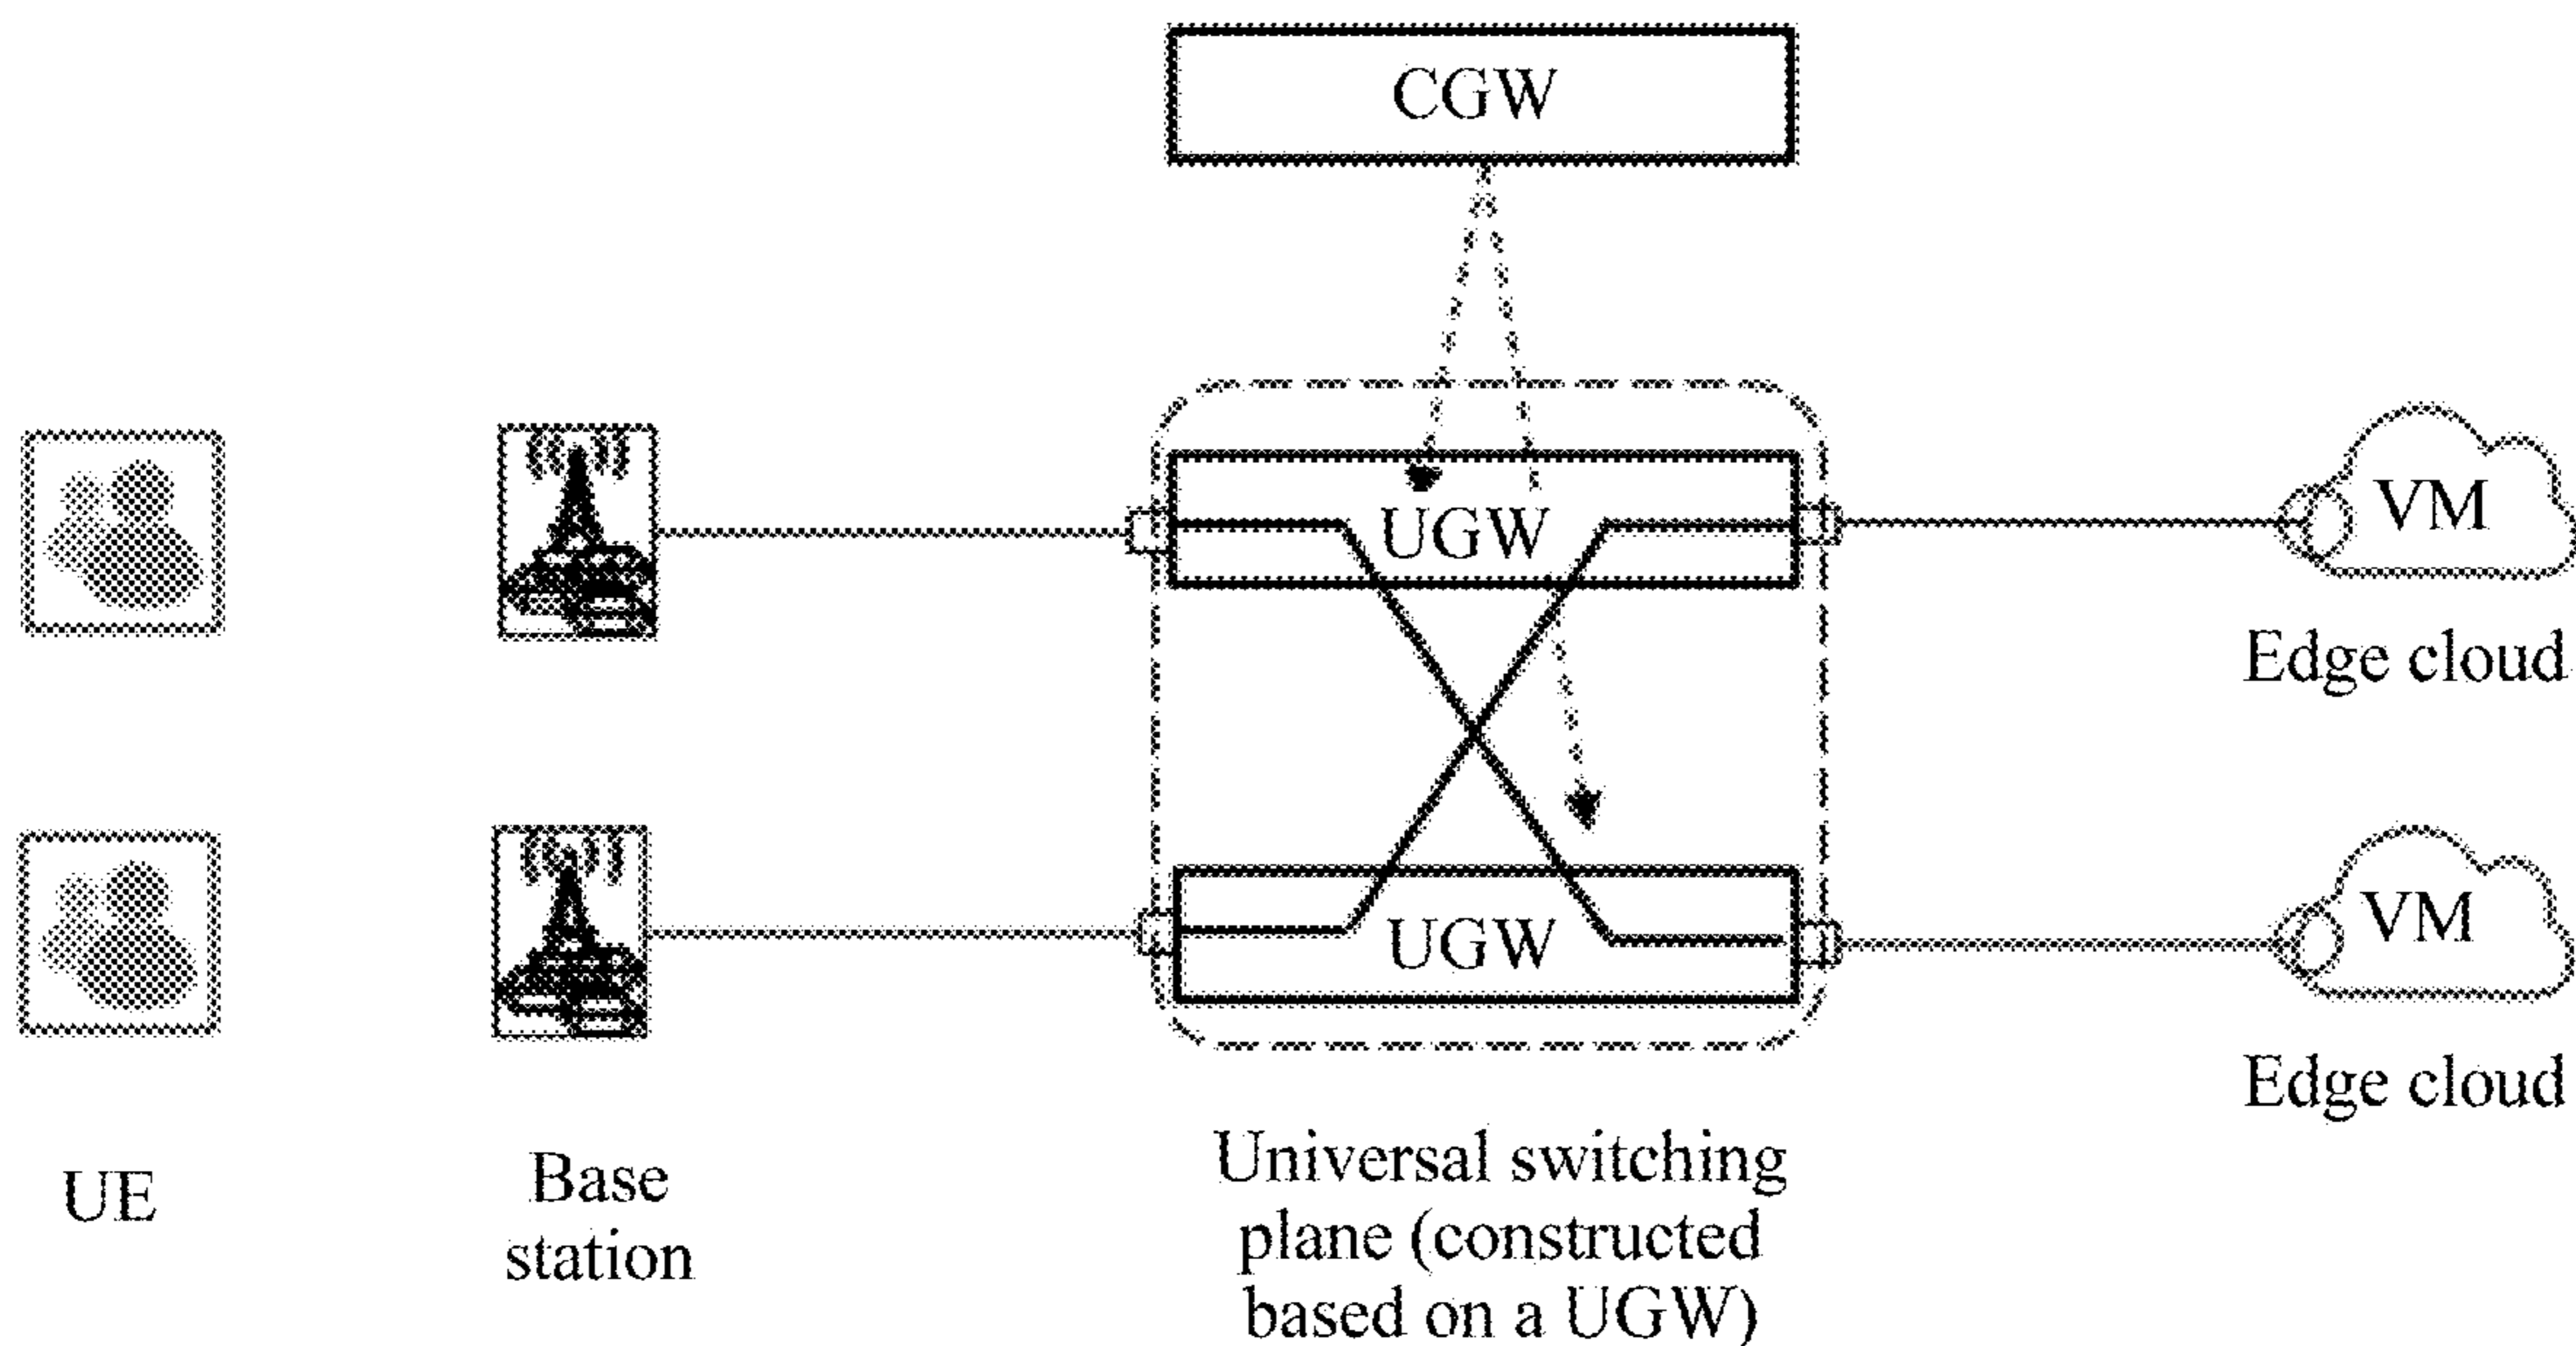 CGW
UGW
VM
Edge cloud
UGW
VM
Edge cloud
UE
Base
station
Universal switching
plane (constructed
based on a UGW)